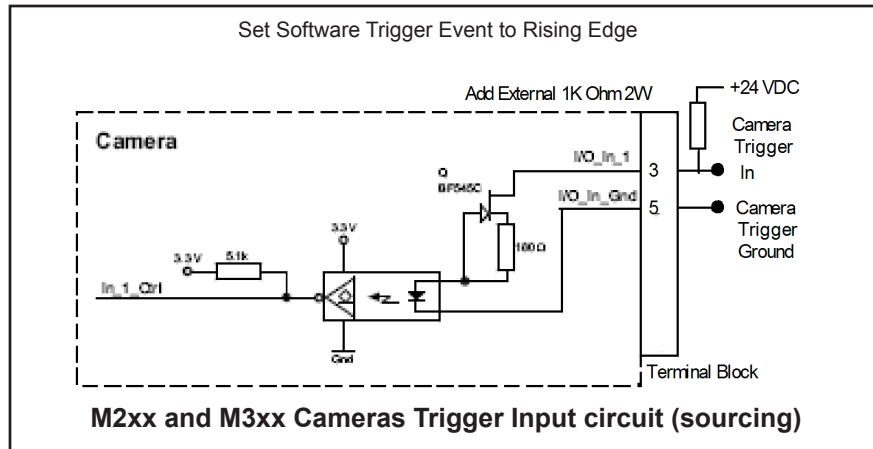 Set Software Trigger Event to Rising Edge
Add External 1K Ohm 2W
+24 VDC
Camera
Camera
Trigger
I/O_In_1
3
In
Q
BF545C
I/O_In_Gnd
5
Camera
Trigger
Ground
180Ω
3.3V
3.3V
5.1k
In_1_Ctrl
Gnd
Terminal Block
M2xx and M3xx Cameras Trigger Input circuit (sourcing)